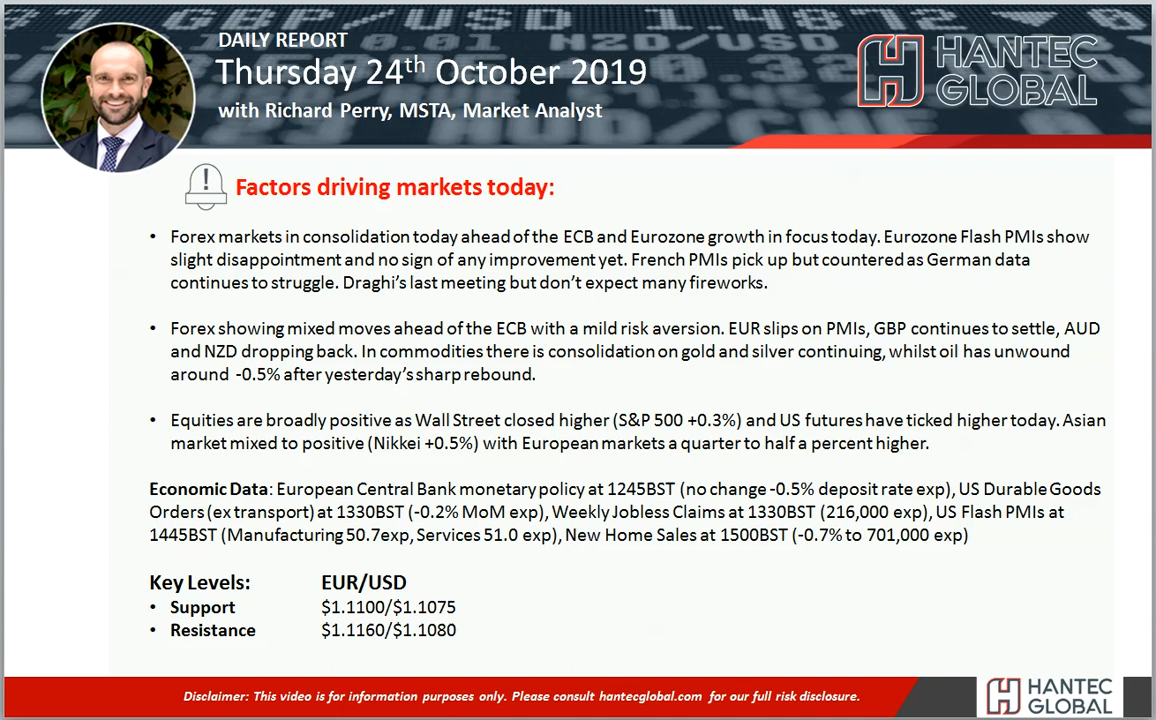 DAILY REPORT
Thursday 24th October 2019
with Richard Perry, MSTA, Market Analyst
HANTEC
GLOBAL
NZD/USD
Factors driving markets today:
• Forex markets in consolidation today ahead of the ECB and Eurozone growth in focus today. Eurozone Flash PMIs show
slight disappointment and no sign of any improvement yet. French PMIs pick up but countered as German data
continues to struggle. Draghi's last meeting but don't expect many fireworks.
• Forex showing mixed moves ahead of the ECB with a mild risk aversion. EUR slips on PMIs, GBP continues to settle, AUD
and NZD dropping back. In commodities there is consolidation on gold and silver continuing, whilst oil has unwound
around -0.5% after yesterday's sharp rebound.
• Equities are broadly positive as Wall Street closed higher (S&P 500 +0.3%) and US futures have ticked higher today. Asian
market mixed to positive (Nikkei +0.5%) with European markets a quarter to half a percent higher.
Economic Data: European Central Bank monetary policy at 1245BST (no change -0.5% deposit rate exp), US Durable Goods
Orders (ex transport) at 1330BST (-0.2% MoM exp), Weekly Jobless Claims at 1330BST (216,000 exp), US Flash PMIs at
1445BST (Manufacturing 50.7exp, Services 51.0 exp), New Home Sales at 1500BST (-0.7% to 701,000 exp)
Key Levels: EUR/USD
• Support $1.1100/$1.1075
• Resistance $1.1160/$1.1080
Disclaimer: This video is for information purposes only. Please consult hantecglobal.com for our full risk disclosure.
HANTEC
GLOBAL